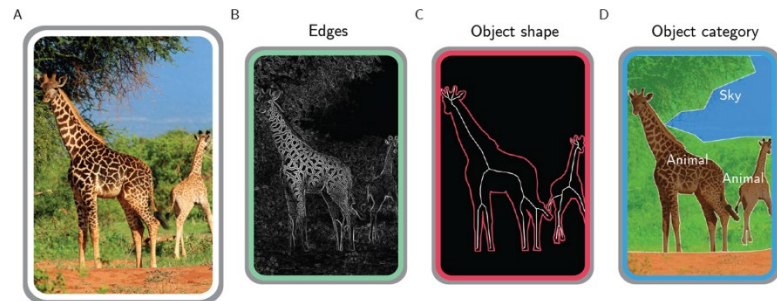 A
B
Edges
C
Object shape
D
Object category
Sky
Animal
Animal